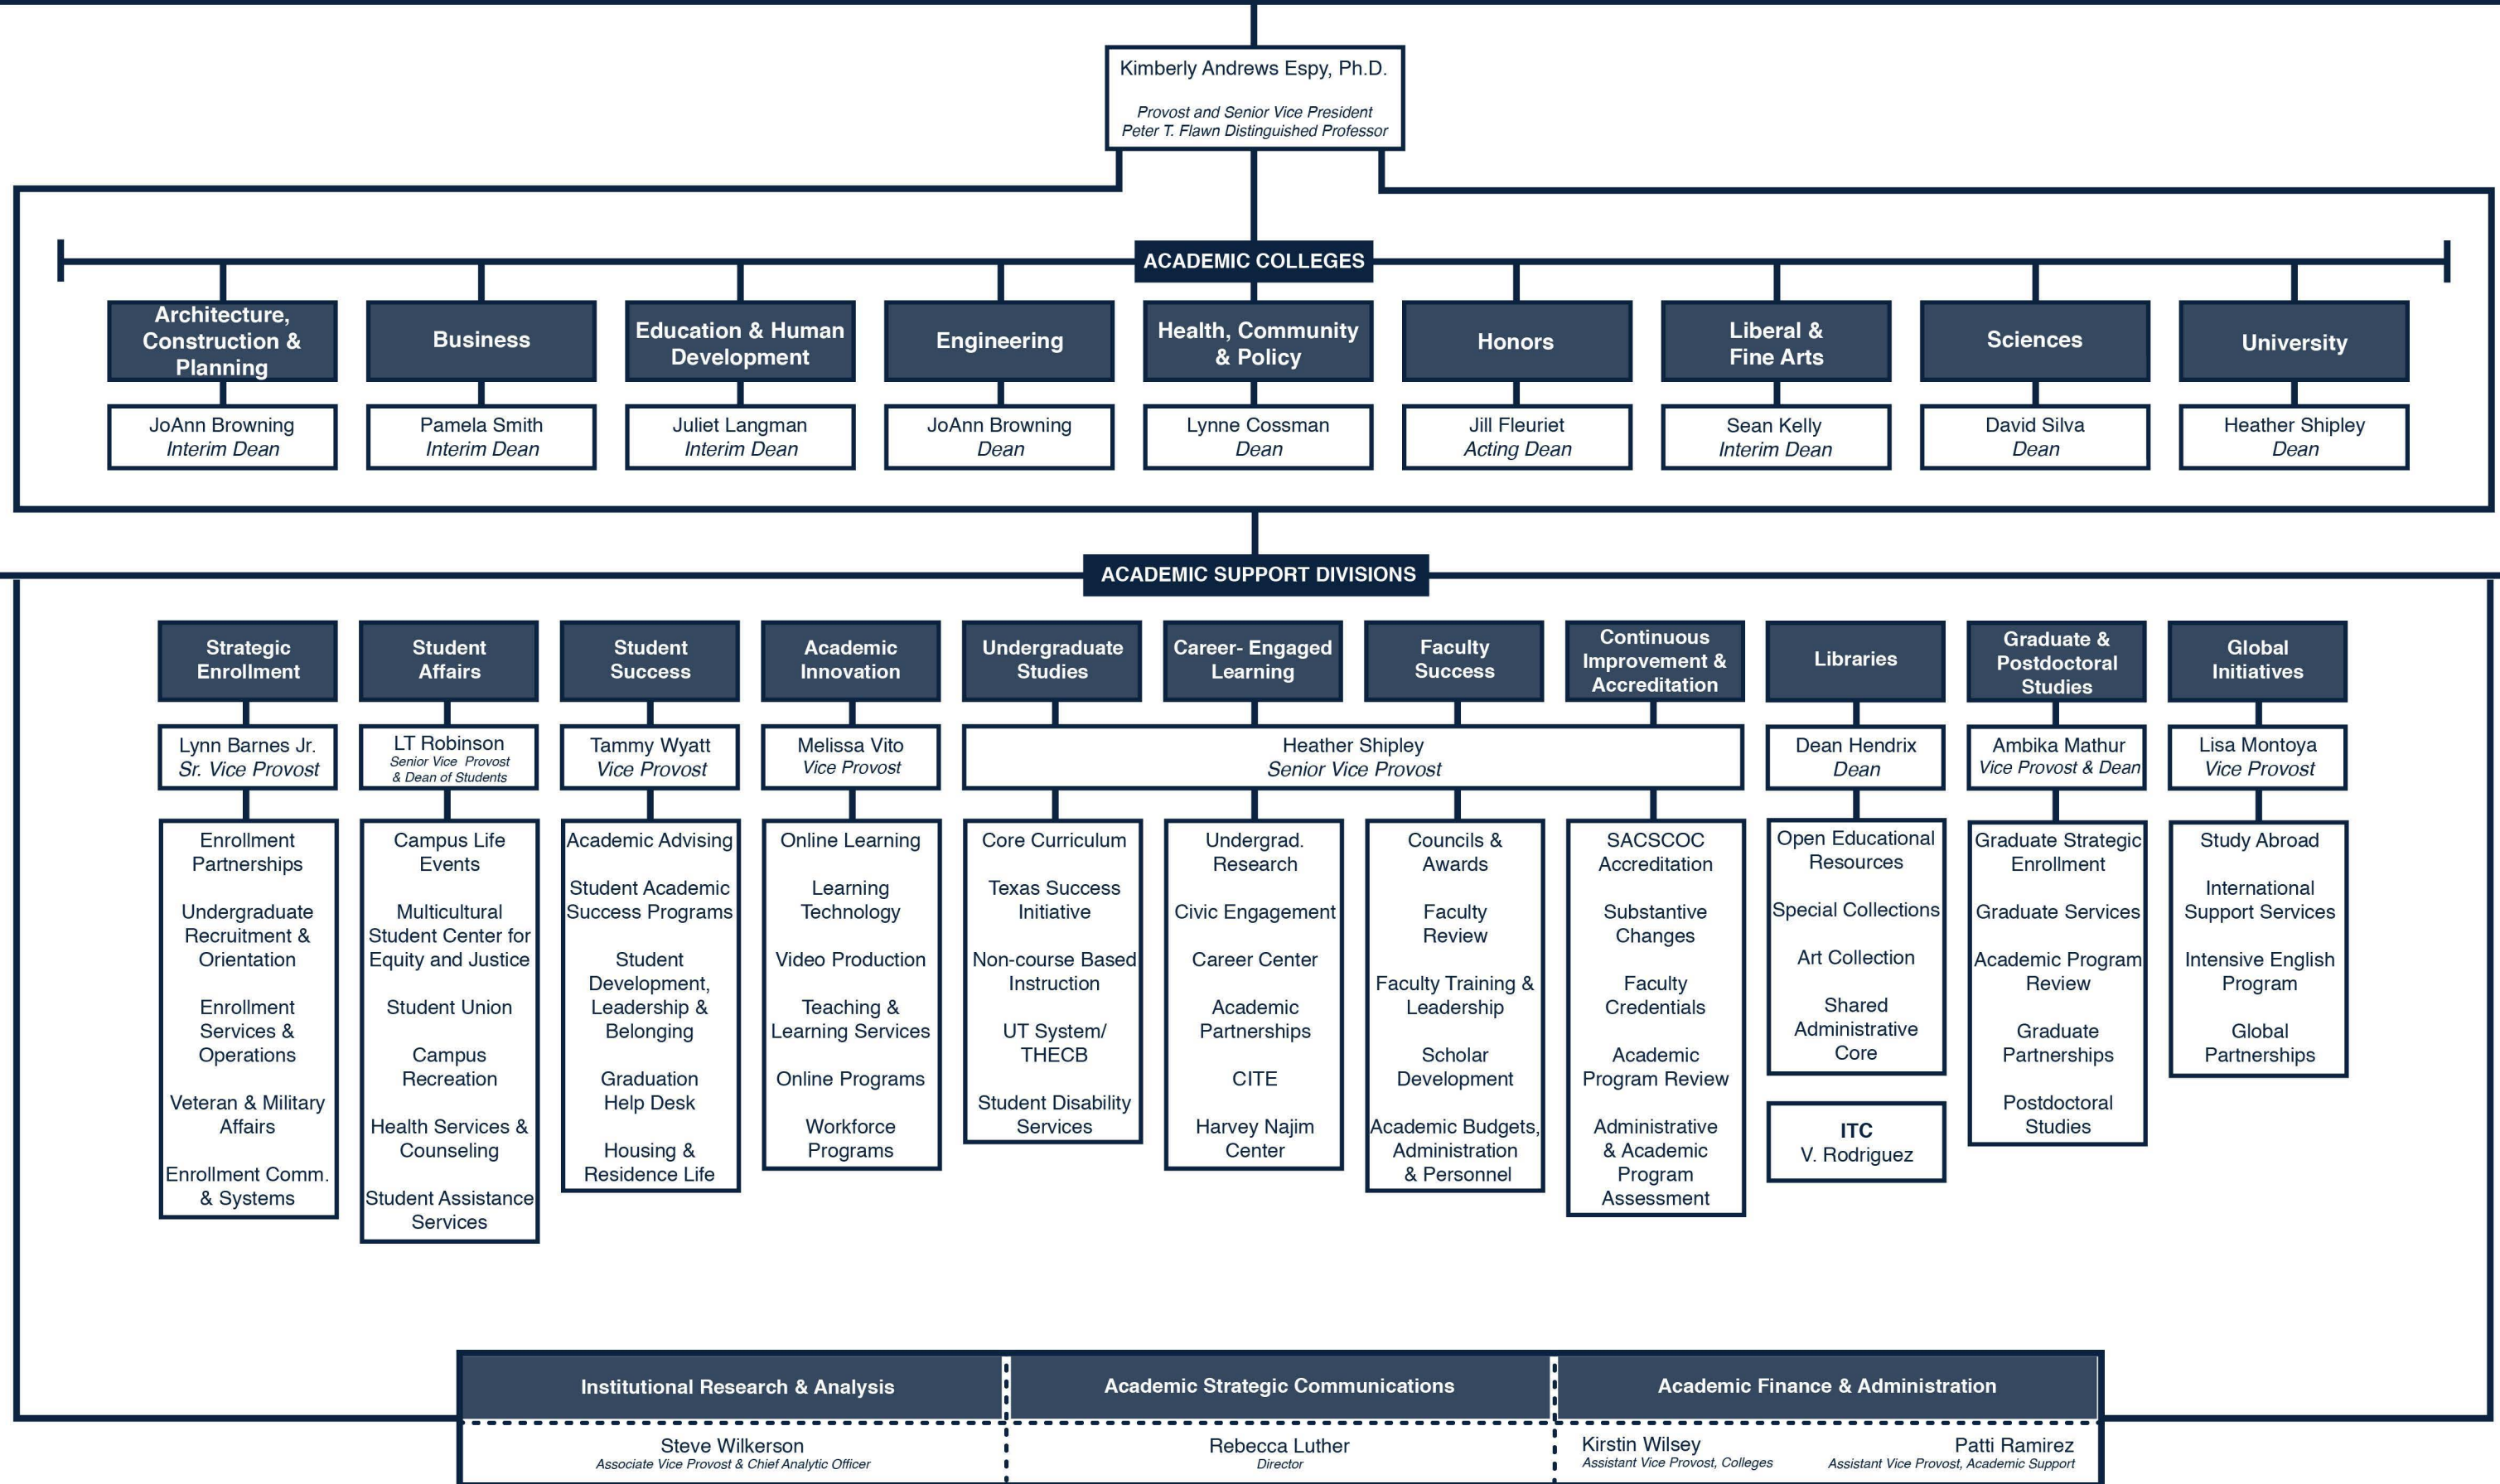 Kimberly Andrews Espy, Ph.D.
Provost and Senior Vice President
Peter T. Flawn Distinguished Professor
ACADEMIC COLLEGES
Architecture,
Construction &
Planning
JoAnn Browning
Interim Dean
Business
Pamela Smith
Interim Dean
Education & Human
Development
Juliet Langman
Interim Dean
Engineering
JoAnn Browning
Dean
Health, Community
& Policy
Lynne Cossman
Dean
Honors
Jill Fleuriet
Acting Dean
Liberal &
Fine Arts
Sean Kelly
Interim Dean
Sciences
David Silva
Dean
University
Heather Shipley
Dean
ACADEMIC SUPPORT DIVISIONS
Strategic
Enrollment
Lynn Barnes Jr.
Sr. Vice Provost
Enrollment
Partnerships
Undergraduate
Recruitment &
Orientation
Enrollment
Services &
Operations
Veteran & Military
Affairs
Enrollment Comm.
& Systems
Student
Affairs
LT Robinson
Senior Vice Provost
& Dean of Students
Campus Life
Events
Multicultural
Student Center for
Equity and Justice
Student Union
Campus
Recreation
Health Services &
Counseling
Student Assistance
Services
Student
Success
Tammy Wyatt
Vice Provost
Academic Advising
Student Academic
Success Programs
Student
Development,
Leadership &
Belonging
Graduation
Help Desk
Housing &
Residence Life
Academic
Innovation
Melissa Vito
Vice Provost
Online Learning
Learning
Technology
Video Production
Teaching &
Learning Services
Online Programs
Workforce
Programs
Undergraduate
Studies
Career- Engaged
Learning
Faculty
Success
Continuous
Improvement &
Accreditation
Heather Shipley
Senior Vice Provost
Core Curriculum
Texas Success
Initiative
Non-course Based
Instruction
UT System/
THECB
Student Disability
Services
Undergrad.
Research
Civic Engagement
Career Center
Academic
Partnerships
CITE
Harvey Najim
Center
Councils &
Awards
Faculty
Review
Faculty Training &
Leadership
Scholar
Development
Academic Budgets,
Administration
& Personnel
SACSCOC
Accreditation
Substantive
Changes
Faculty
Credentials
Academic
Program Review
Administrative
& Academic
Program
Assessment
Libraries
Dean Hendrix
Dean
Open Educational
Resources
Special Collections
Art Collection
Shared
Administrative
Core
ITC
V. Rodriguez
Graduate &
Postdoctoral
Studies
Ambika Mathur
Vice Provost & Dean
Graduate Strategic
Enrollment
Graduate Services
Academic Program
Review
Graduate
Partnerships
Postdoctoral
Studies
Global
Initiatives
Lisa Montoya
Vice Provost
Study Abroad
International
Support Services
Intensive English
Program
Global
Partnerships
Institutional Research & Analysis
Steve Wilkerson
Associate Vice Provost & Chief Analytic Officer
Academic Strategic Communications
Rebecca Luther
Director
Academic Finance & Administration
Kirstin Wilsey
Assistant Vice Provost, Colleges
Patti Ramirez
Assistant Vice Provost, Academic Support